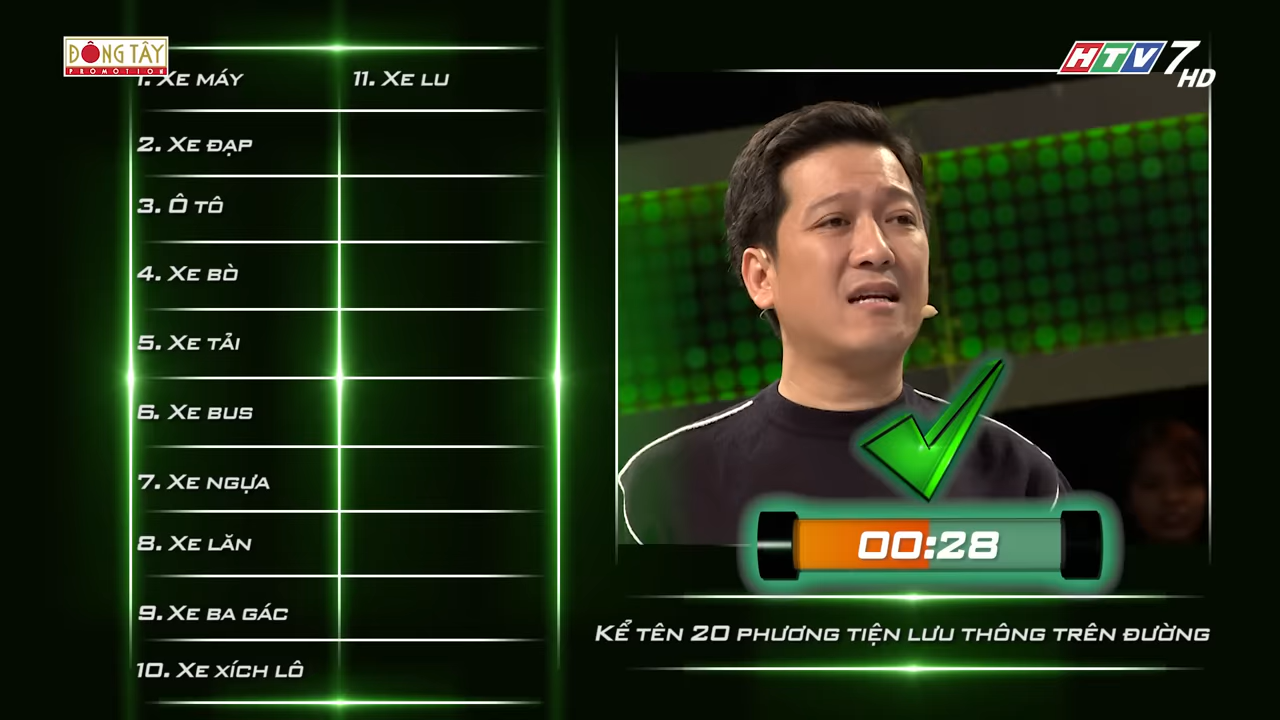 ĐÔNG TÂY
PROMOTION
HTV7
HD
1. XE MÁY
2. XE ĐẠP
3. Ô TÔ
4. XE BÒ
5. XE TẢI
6. XE BUS
7. XE NGỰA
8. XE LĂN
9. XE BA GÁC
10. XE XÍCH LÔ
11. XE LU
00:28
KỂ TÊN 20 PHƯƠNG TIỆN LƯU THÔNG TRÊN ĐƯỜNG